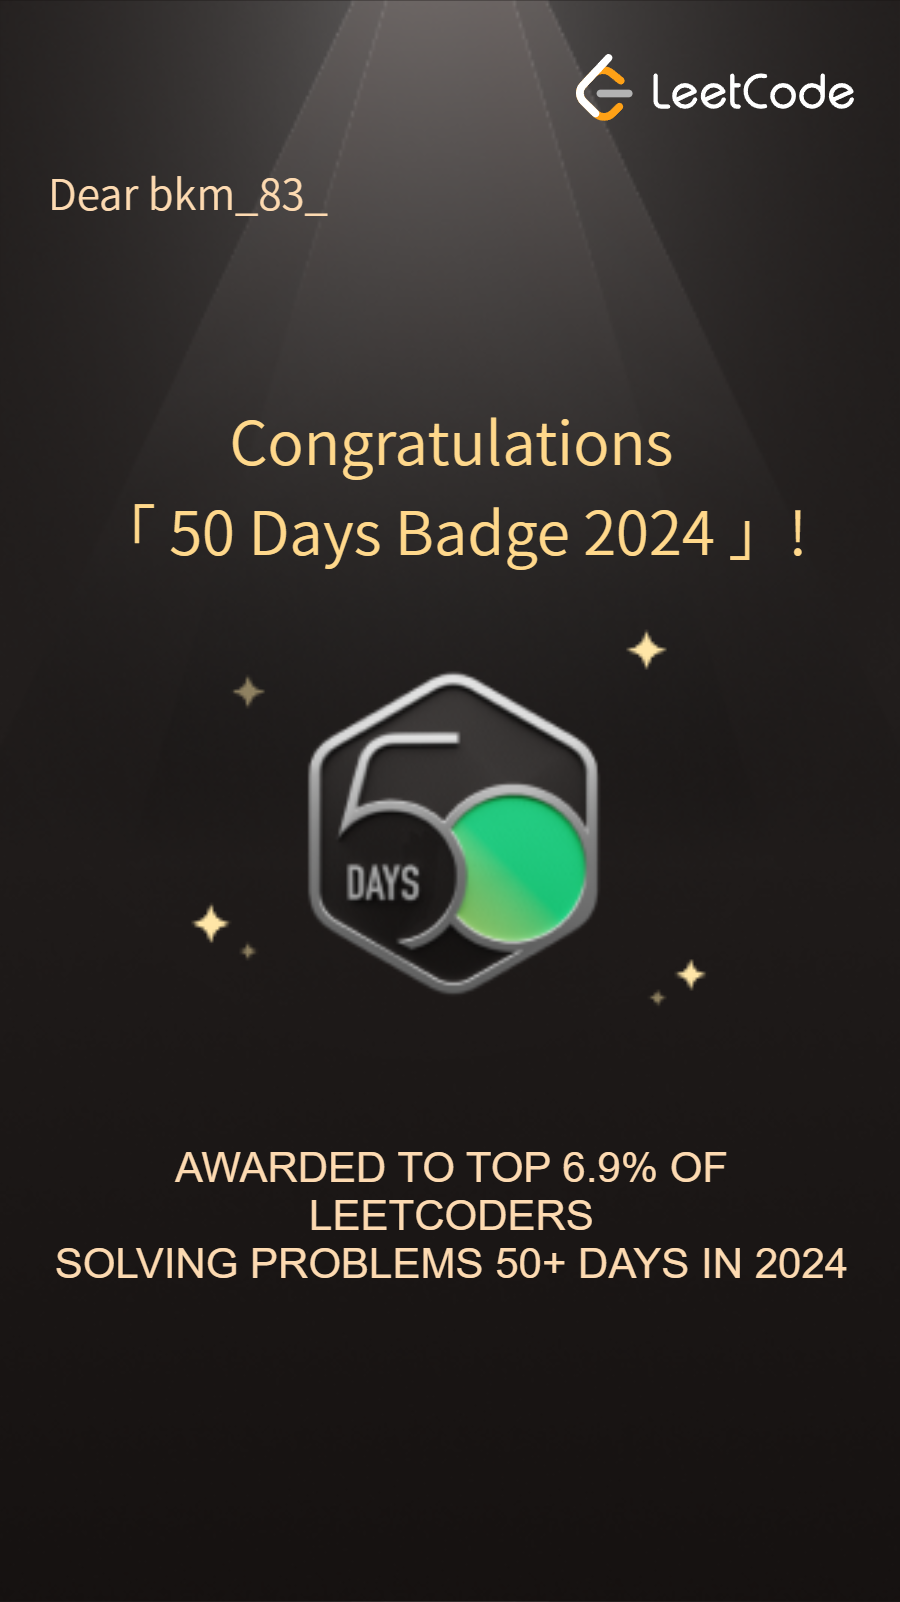 LeetCode
Dear bkm_83_
Congratulations
「 50 Days Badge 2024 」 !
50
DAYS
AWARDED TO TOP 6.9% OF
LEETCODERS
SOLVING PROBLEMS 50+ DAYS IN 2024